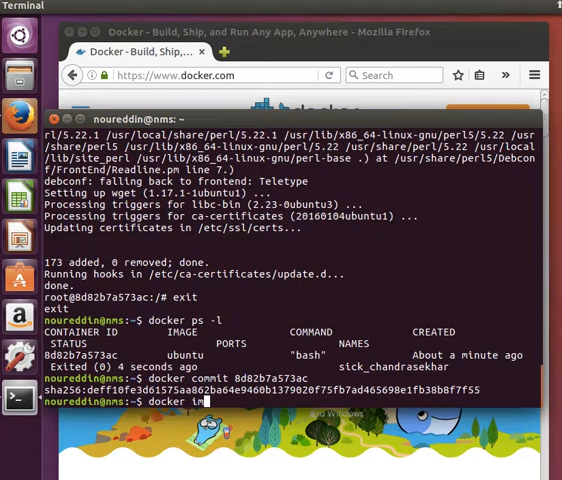 Terminal
Docker - Build, Ship, and Run Any App, Anywhere - Mozilla Firefox
Docker - Build, Ship,...
https://www.docker.com
Search
docker
noureddin@nms: ~
rl/5.22.1 /usr/local/share/perl/5.22.1 /usr/lib/x86_64-linux-gnu/perl5/5.22 /usr
/share/perl5 /usr/lib/x86_64-linux-gnu/perl/5.22 /usr/share/perl/5.22 /usr/local
/lib/site_perl /usr/lib/x86_64-linux-gnu/perl-base .) at /usr/share/perl5/Debcon
f/FrontEnd/Readline.pm line 7.)
debconf: falling back to frontend: Teletype
Setting up wget (1.17.1-1ubuntu1) ...
Processing triggers for libc-bin (2.23-0ubuntu3) ...
Processing triggers for ca-certificates (20160104ubuntu1) ...
Updating certificates in /etc/ssl/certs...
173 added, 0 removed; done.
Running hooks in /etc/ca-certificates/update.d...
done.
root@8d82b7a573ac:/# exit
exit
noureddin@nms:~$ docker ps -l
CONTAINER ID IMAGE COMMAND CREATED
STATUS PORTS NAMES
8d82b7a573ac ubuntu "bash" About a minute ago
Exited (0) 4 seconds ago sick_chandrasekhar
noureddin@nms:~$ docker commit 8d82b7a573ac
sha256:deff10fe3d61575aa862ba64e9460b1379020f75fb7ad465698e1fb38b8f7f55
noureddin@nms:~$ docker im
and Windows